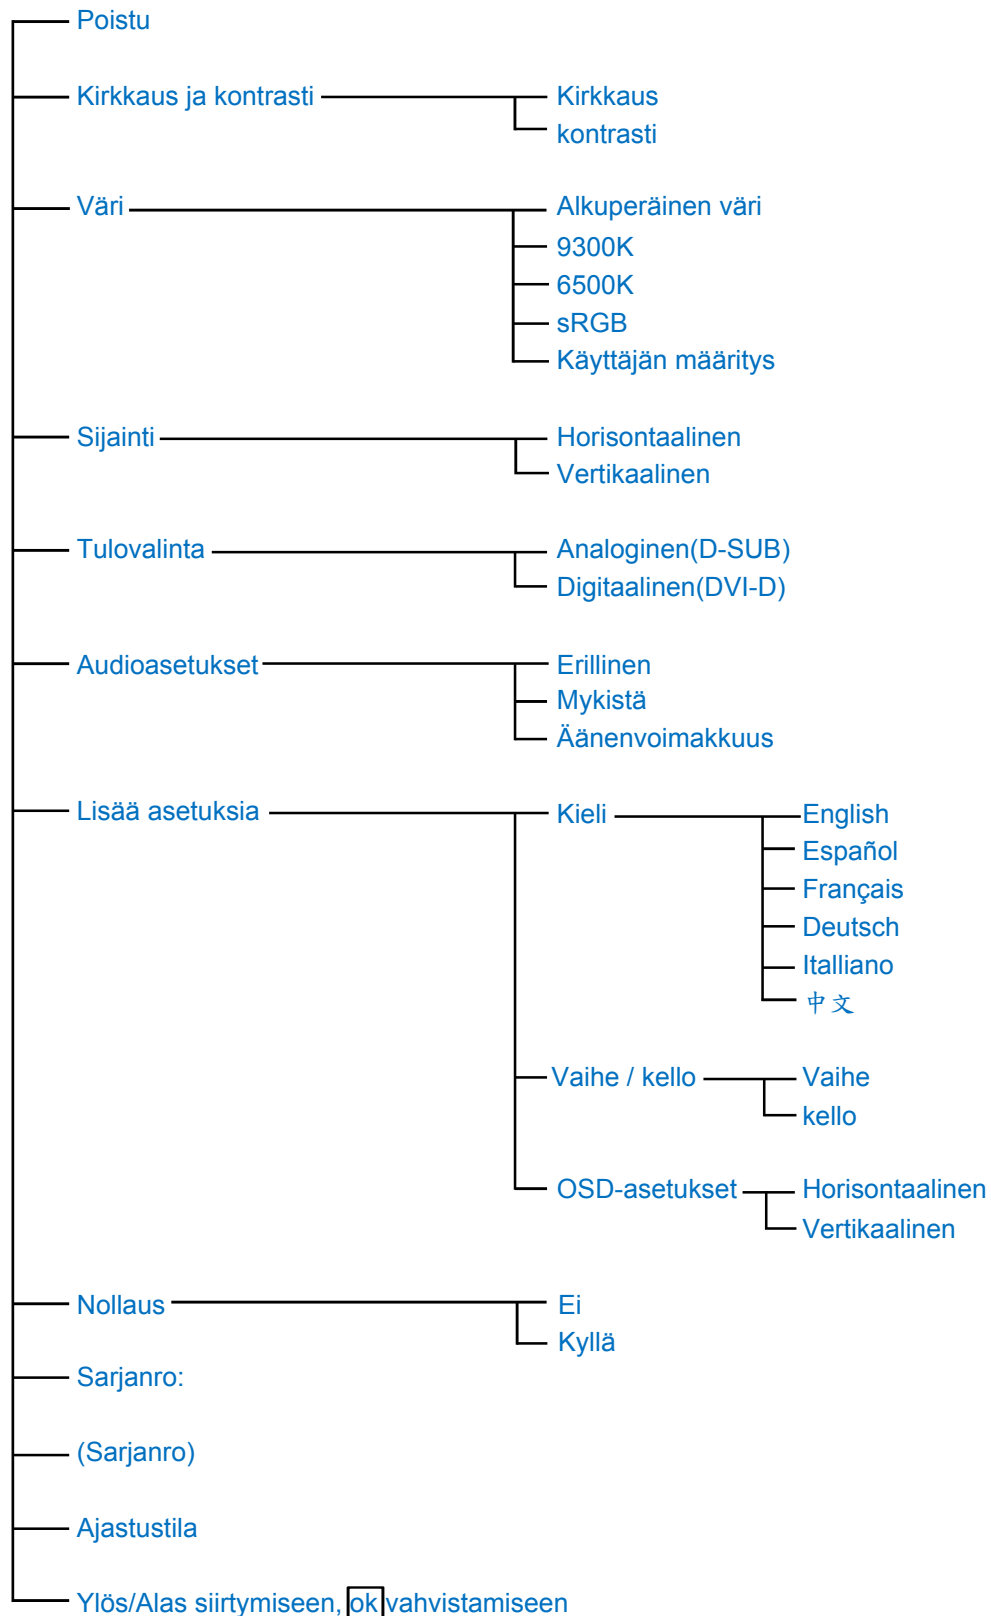 Poistu
Kirkkaus ja kontrasti
Kirkkaus
kontrasti
Väri
Alkuperäinen väri
9300K
6500K
sRGB
Käyttäjän määritys
Sijainti
Horisontaalinen
Vertikaalinen
Tulovalinta
Analoginen(D-SUB)
Digitaalinen(DVI-D)
Audioasetukset
Erillinen
Mykistä
Äänenvoimakkuus
Lisää asetuksia
Kieli
English
Español
Français
Deutsch
Italliano
中文
Vaihe / kello
Vaihe
kello
OSD-asetukset
Horisontaalinen
Vertikaalinen
Nollaus
Ei
Kyllä
Sarjanro:
(Sarjanro)
Ajastustila
Ylös/Alas siirtymiseen, ok vahvistamiseen